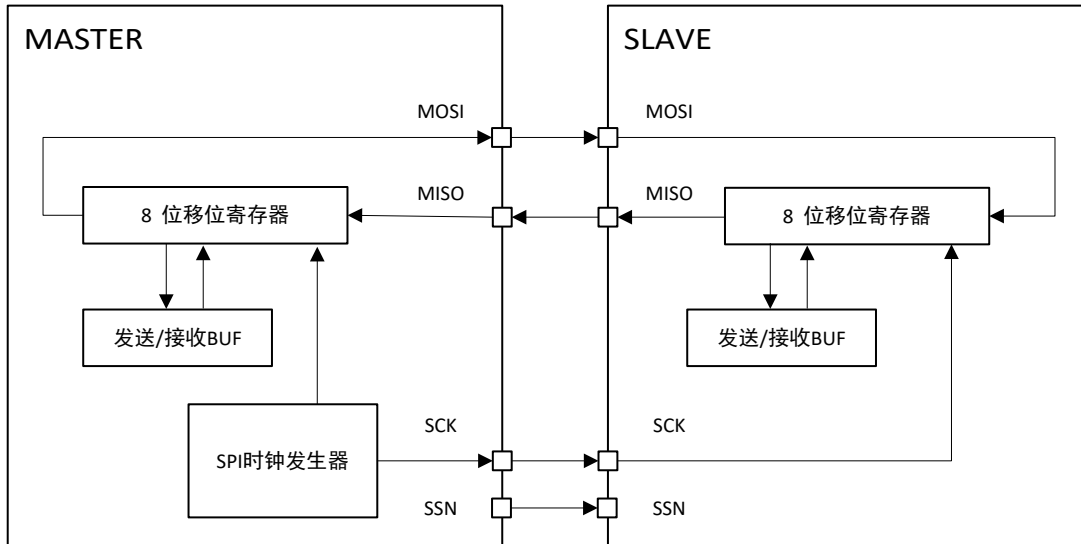 MASTER
SLAVE
MOSI
MOSI
MISO
MISO
8 位移位寄存器
8 位移位寄存器
发送/接收BUF
发送/接收BUF
SCK
SCK
SPI时钟发生器
SSN
SSN